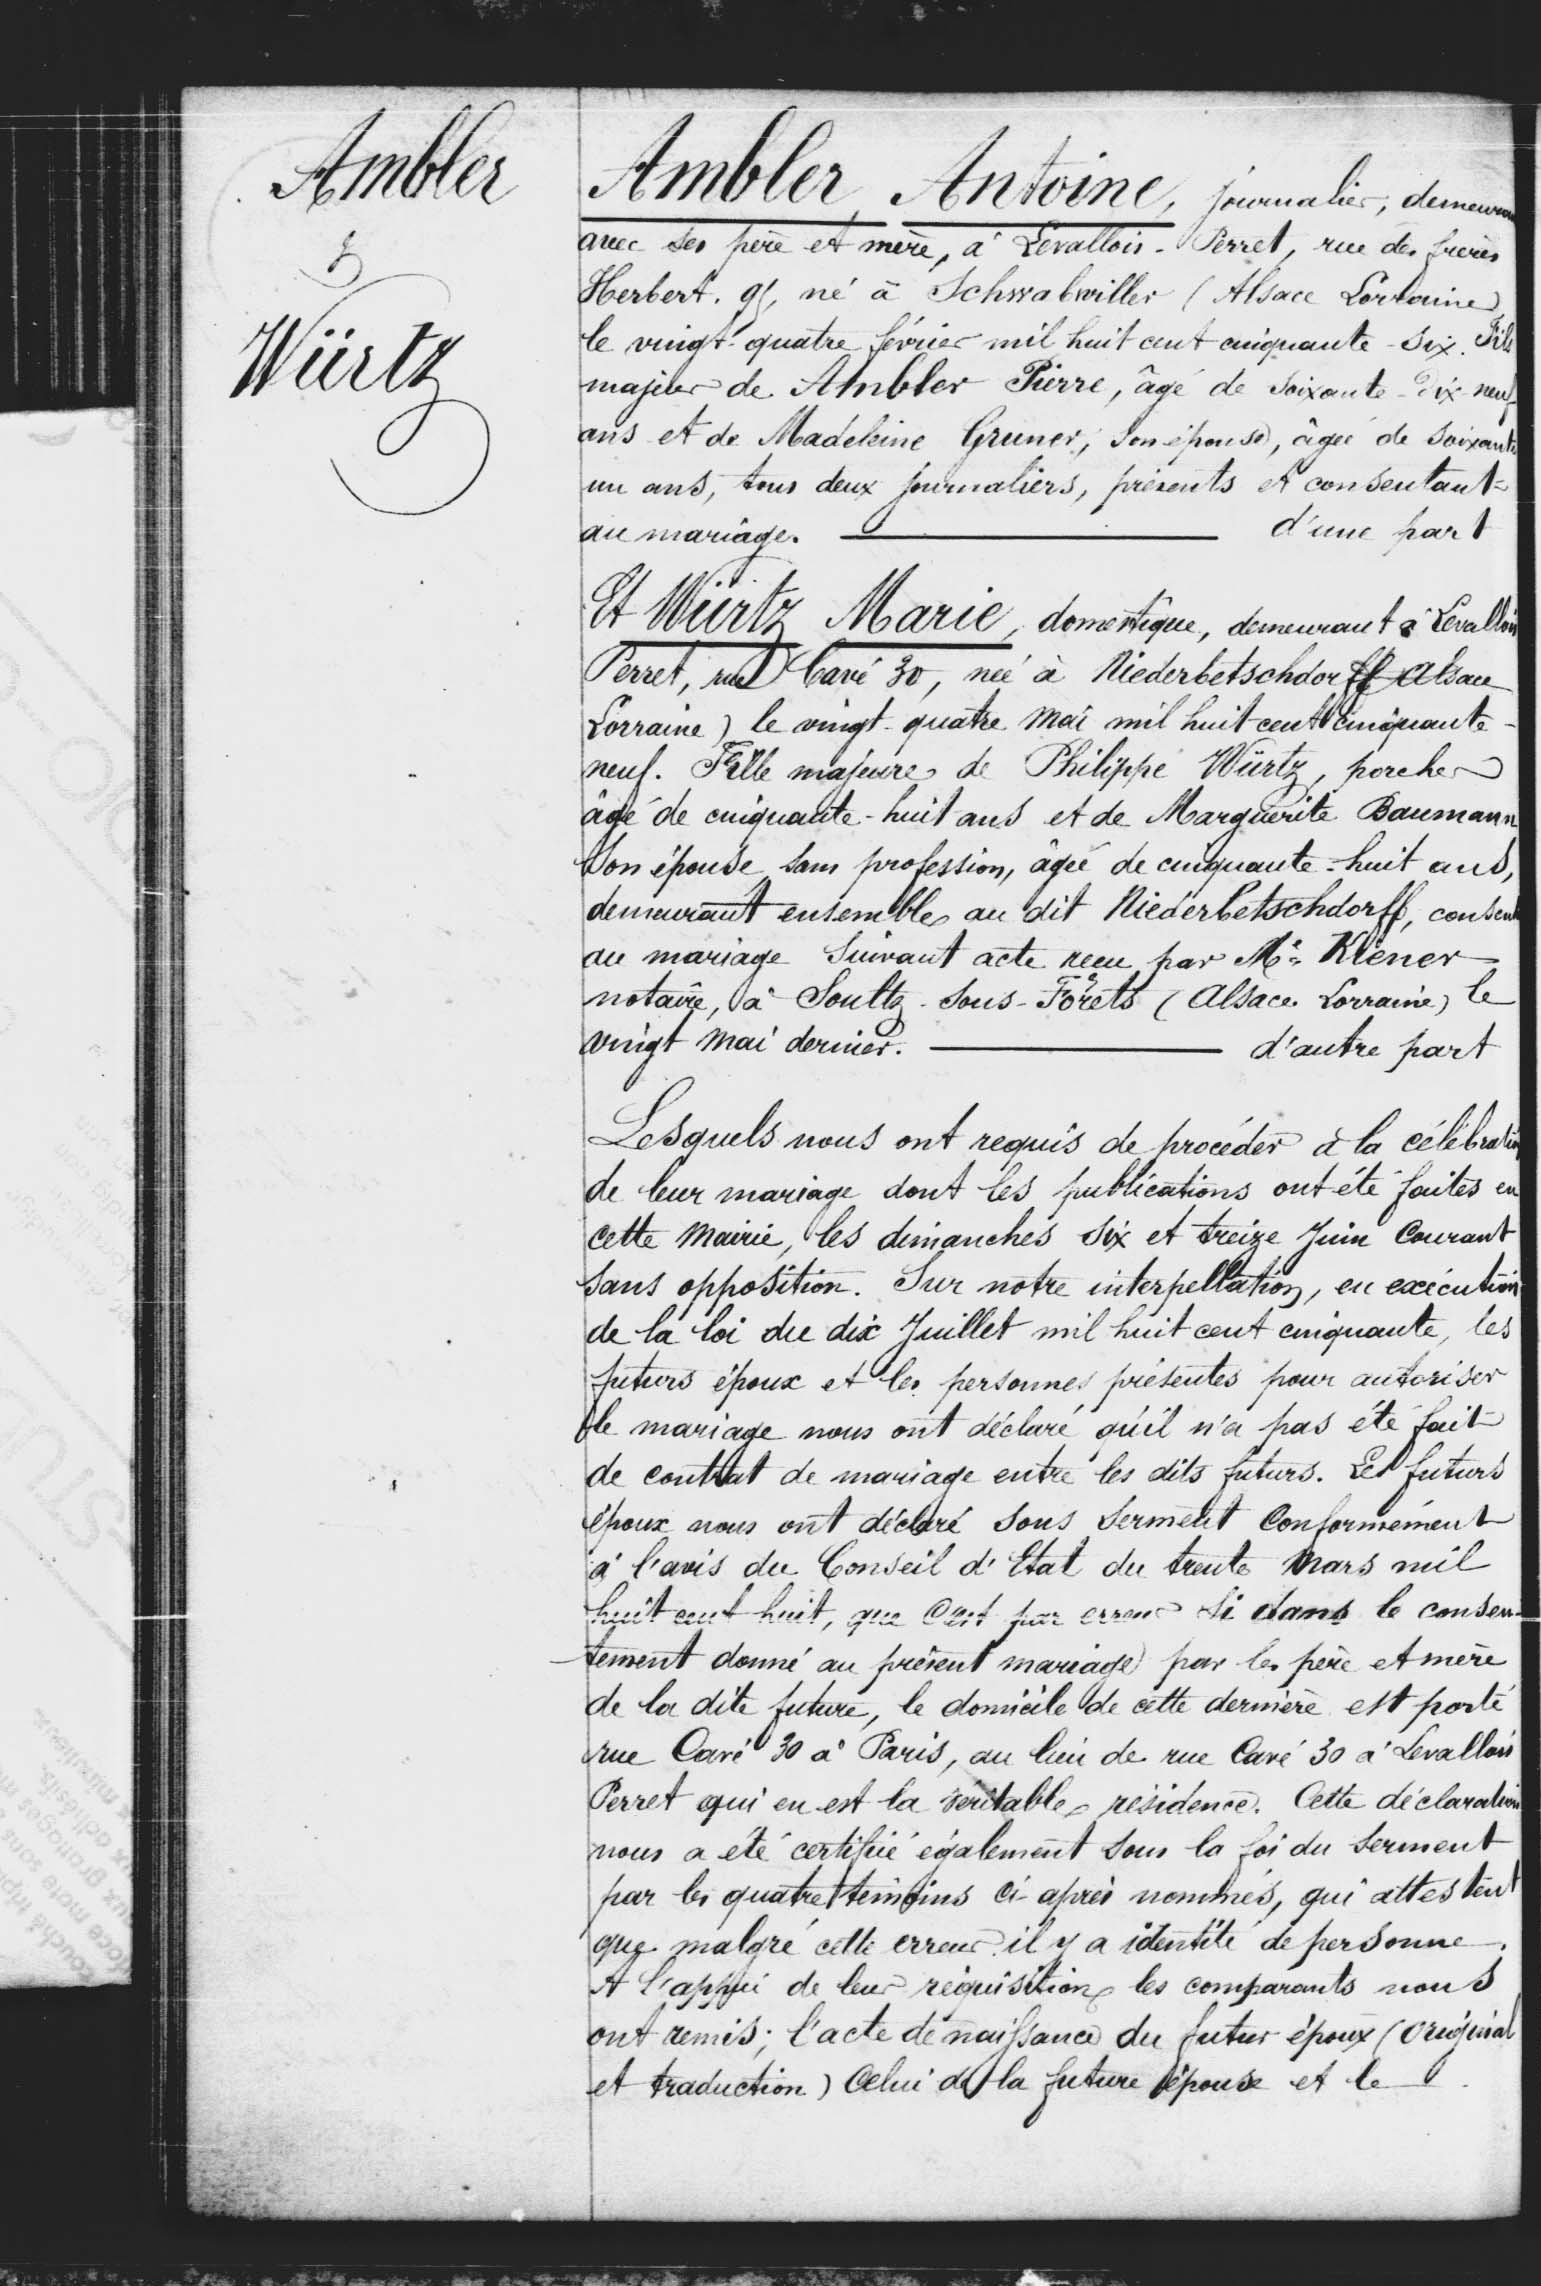 Ambler
&
Würtz
Ambler Antoine, journalier, demeurant
avec ses père et mère, à Levallois-Perret, rue des frères
Herbert. 95, né à Schwabwiller (Alsace Lorraine)
le vingt-quatre février mil huit cent cinquante-six. Fils
majeur de Ambler Pierre, âgé de soixante-dix-neuf
ans et de Madeleine Gruner, son épouse, âgée de soixante
un ans, tous deux journaliers, présents et consentant=
au mariage. d'une part
Et Würtz Marie, domestique, demeurant à Levallois
Perret, rue Cavé 30, née à Niederbetschdorff (Alsace
Lorraine) le vingt-quatre mai mil huit cent cinquante-
neuf. Fille majeure de Philippe Würtz, porcher
âgé de cinquante-huit ans et de Marguerite Baumann
son épouse sans profession, âgée de cinquante-huit ans,
demeurant ensemble au dit Niederbetschdorff, consent
au mariage suivant acte recu par Me Kléner
notaire, à Soultz-sous-Forêts (Alsace Lorraine) le
vingt mai dernier. d'autre part
Lesquels nous ont requis de procéder à la célébration
de leur mariage dont les publications ont été faites en
cette mairie, les dimanches six et treize Juin courant
sans opposition. Sur notre interpellation, en exécution
de la loi du dix Juillet mil huit cent cinquante, les
futurs époux et les personnes présentes pour autoriser
le mariage nous ont déclaré qu'il n'a pas été fait
de contrat de mariage entre les dits futurs. Les futurs
époux nous ont déclaré sous serment Conformément
à l'avis du Conseil d'Etat du trente Mars mil
huit cent huit, que c'est par erreur si dans le consen-
tement donné au présent mariage par les père et mère
de la dite future, le domicile de cette dernière est porté
rue Cavé 30 à Paris, au lieu de rue Cavé 30 à Levallois
Perret qui en est la véritable résidence. Cette déclaration
nous a été certifié également sous la foi du serment
par les quatre témoins ci-après nommés, qui attestent
que malgré cette erreur il y a identité de personne.
A l'appui de leur réquisition les comparants nous
ont remis; l'acte de naissance du futur époux (original
et traduction) Celui de la future épouse et le